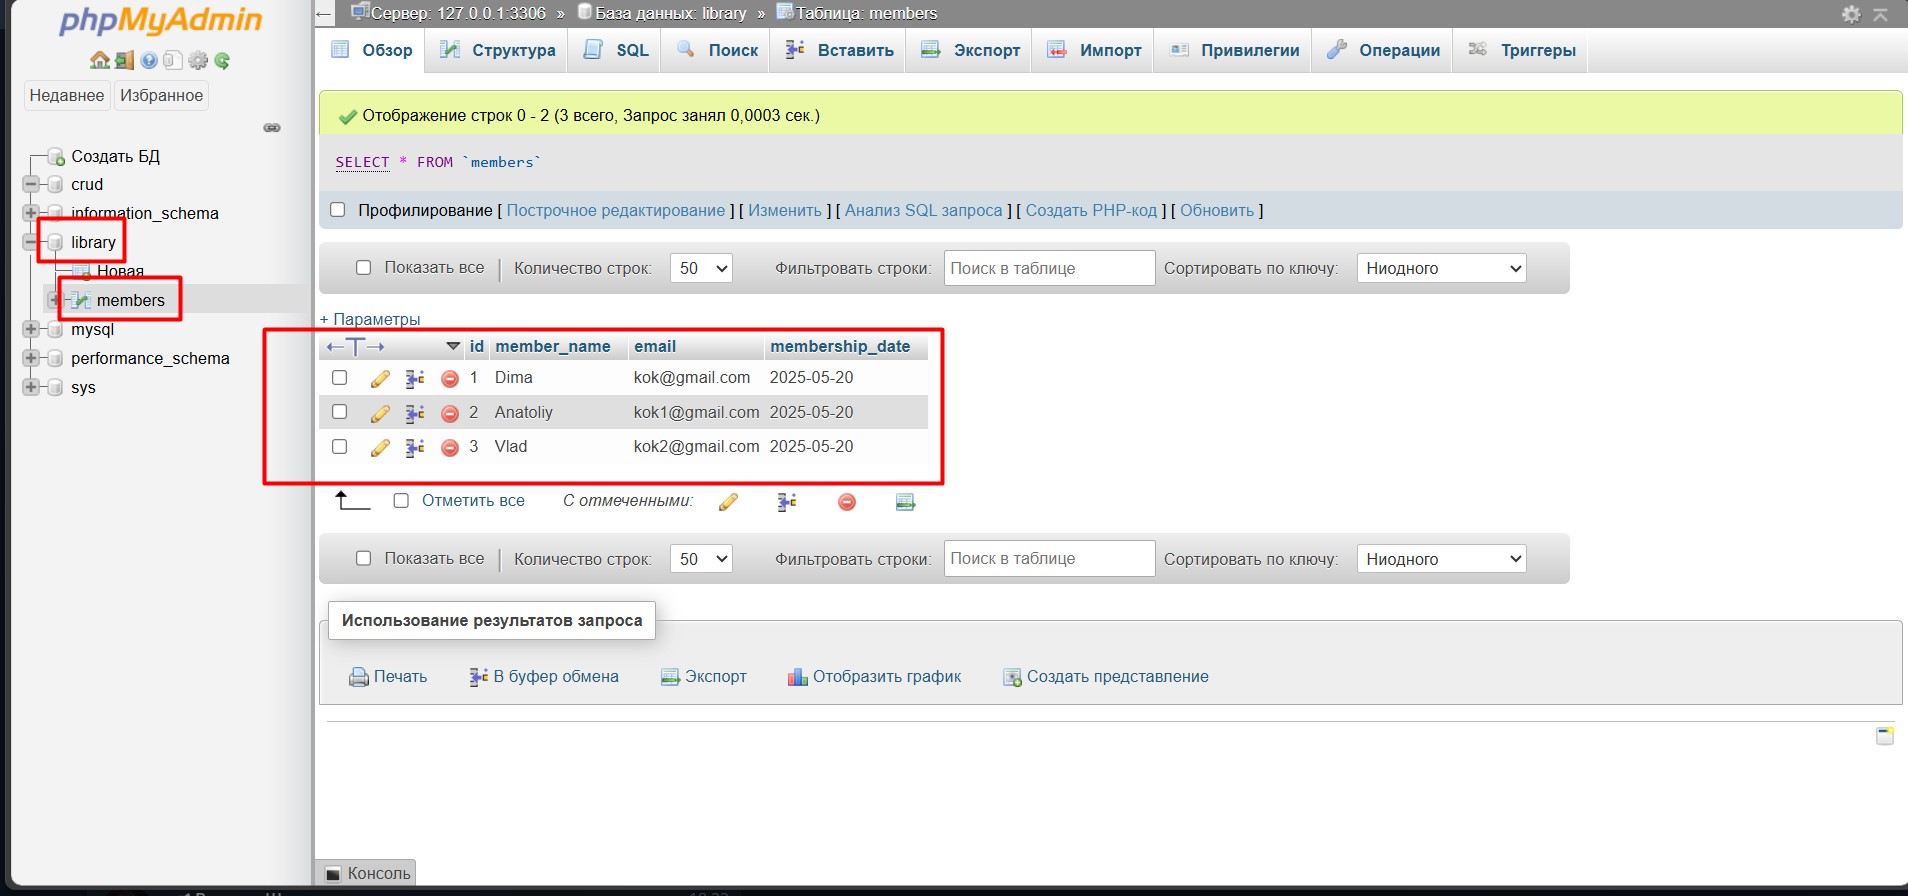 phpMyAdmin
Недавнее Избранное
Создать БД
crud
information_schema
library
Новая
members
mysql
performance_schema
sys
Сервер: 127.0.0.1:3306 » База данных: library » Таблица: members
Обзор Структура SQL Поиск Вставить Экспорт Импорт Привилегии Операции Триггеры
Отображение строк 0 - 2 (3 всего, Запрос занял 0,0003 сек.)
SELECT * FROM `members`
Профилирование [ Построчное редактирование ] [ Изменить ] [ Анализ SQL запроса ] [ Создать PHP-код ] [ Обновить ]
Показать все Количество строк: 50 Фильтровать строки: Поиск в таблице Сортировать по ключу: Ниодного
+ Параметры
←T→ id member_name email membership_date
1 Dima kok@gmail.com 2025-05-20
2 Anatoliy kok1@gmail.com 2025-05-20
3 Vlad kok2@gmail.com 2025-05-20
Отметить все С отмеченными:
Показать все Количество строк: 50 Фильтровать строки: Поиск в таблице Сортировать по ключу: Ниодного
Использование результатов запроса
Печать В буфер обмена Экспорт Отобразить график Создать представление
Консоль